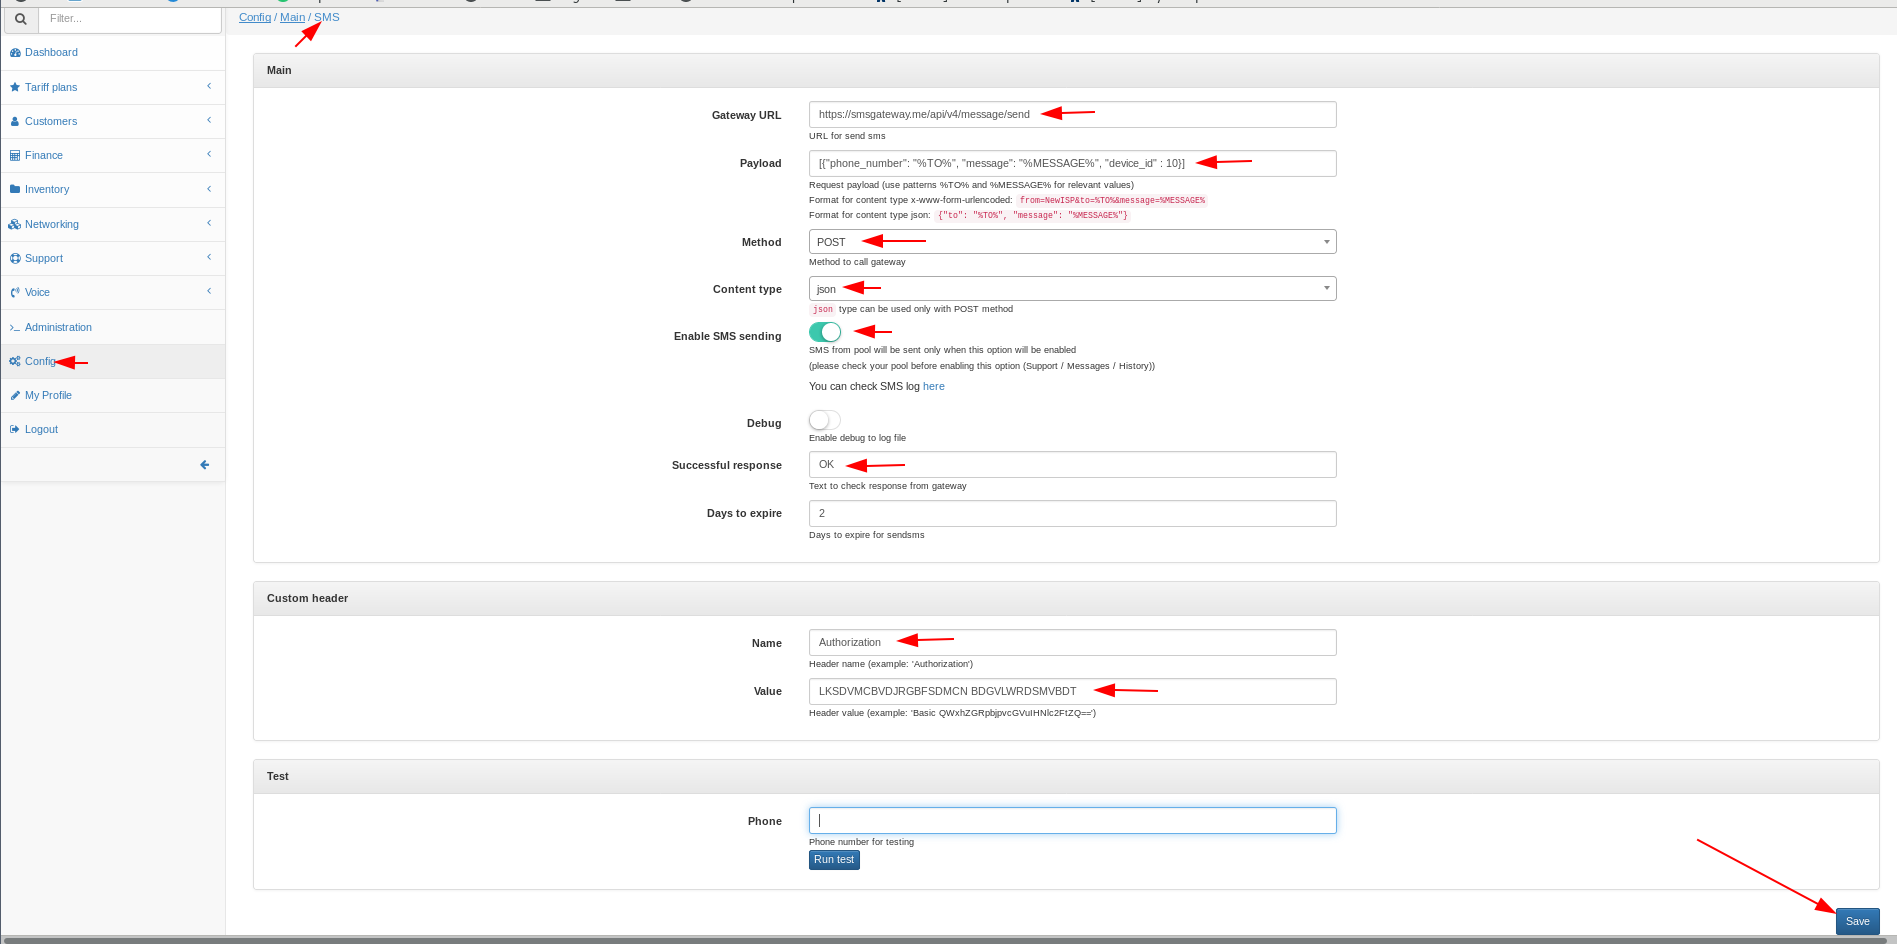 Filter...
Config / Main / SMS
Dashboard
Tariff plans
Customers
Finance
Inventory
Networking
Support
Voice
Administration
Config
My Profile
Logout
Main
Gateway URL
https://smsgateway.me/api/v4/message/send
URL for send sms
Payload
[{"phone_number": "%TO%", "message": "%MESSAGE%", "device_id" : 10}]
Request payload (use patterns %TO% and %MESSAGE% for relevant values)
Format for content type x-www-form-urlencoded: from=NewISP&to=%TO%&message=%MESSAGE%
Format for content type json: {"to": "%TO%", "message": "%MESSAGE%"}
Method
POST
Method to call gateway
Content type
json
json type can be used only with POST method
Enable SMS sending
SMS from pool will be sent only when this option will be enabled
(please check your pool before enabling this option (Support / Messages / History))
You can check SMS log here
Debug
Enable debug to log file
Successful response
OK
Text to check response from gateway
Days to expire
2
Days to expire for sendsms
Custom header
Name
Authorization
Header name (example: 'Authorization')
Value
LKSDVMCBVDJRGBFSDMCN BDGVLWRDSMVBDT
Header value (example: 'Basic QWxhZGRpbjpvcGVuIHNlc2FtZQ==')
Test
Phone
Phone number for testing
Run test
Save